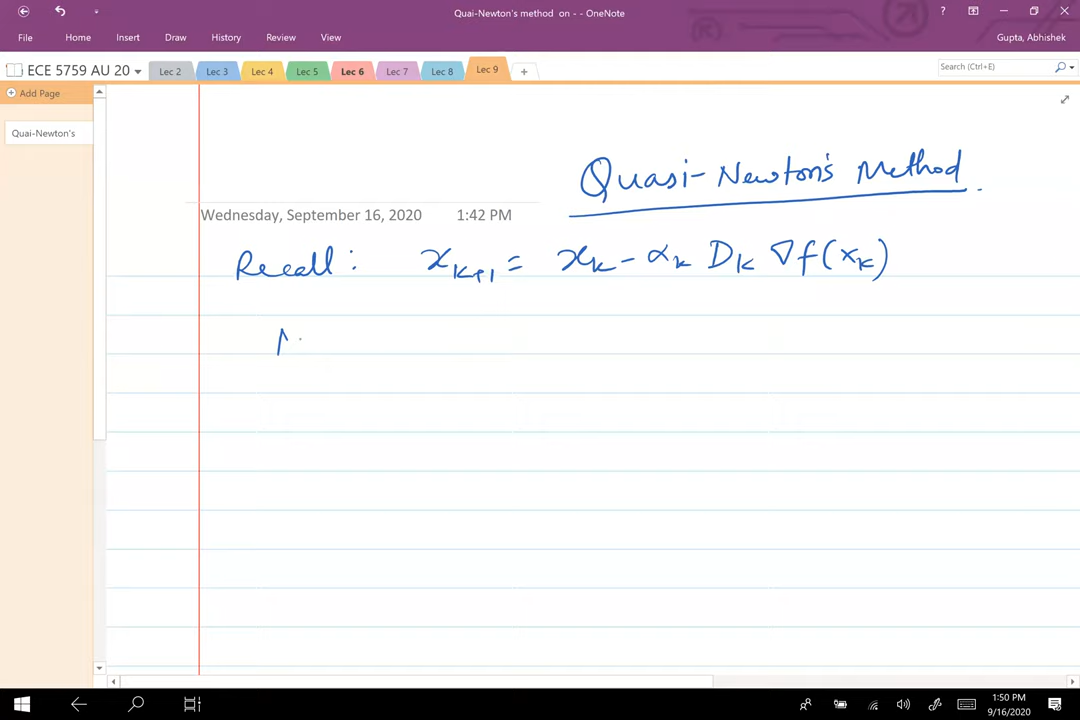 Quai-Newton's method on - - OneNote
File Home Insert Draw History Review View
Gupta, Abhishek
ECE 5759 AU 20
Lec 2 Lec 3 Lec 4 Lec 5 Lec 6 Lec 7 Lec 8 Lec 9
Search (Ctrl+E)
Add Page
Quai-Newton's
Quasi-Newton's Method.
Wednesday, September 16, 2020 1:42 PM
Recall: x_{k+1} = x_k - α_k D_k ∇f(x_k)
1:50 PM
9/16/2020